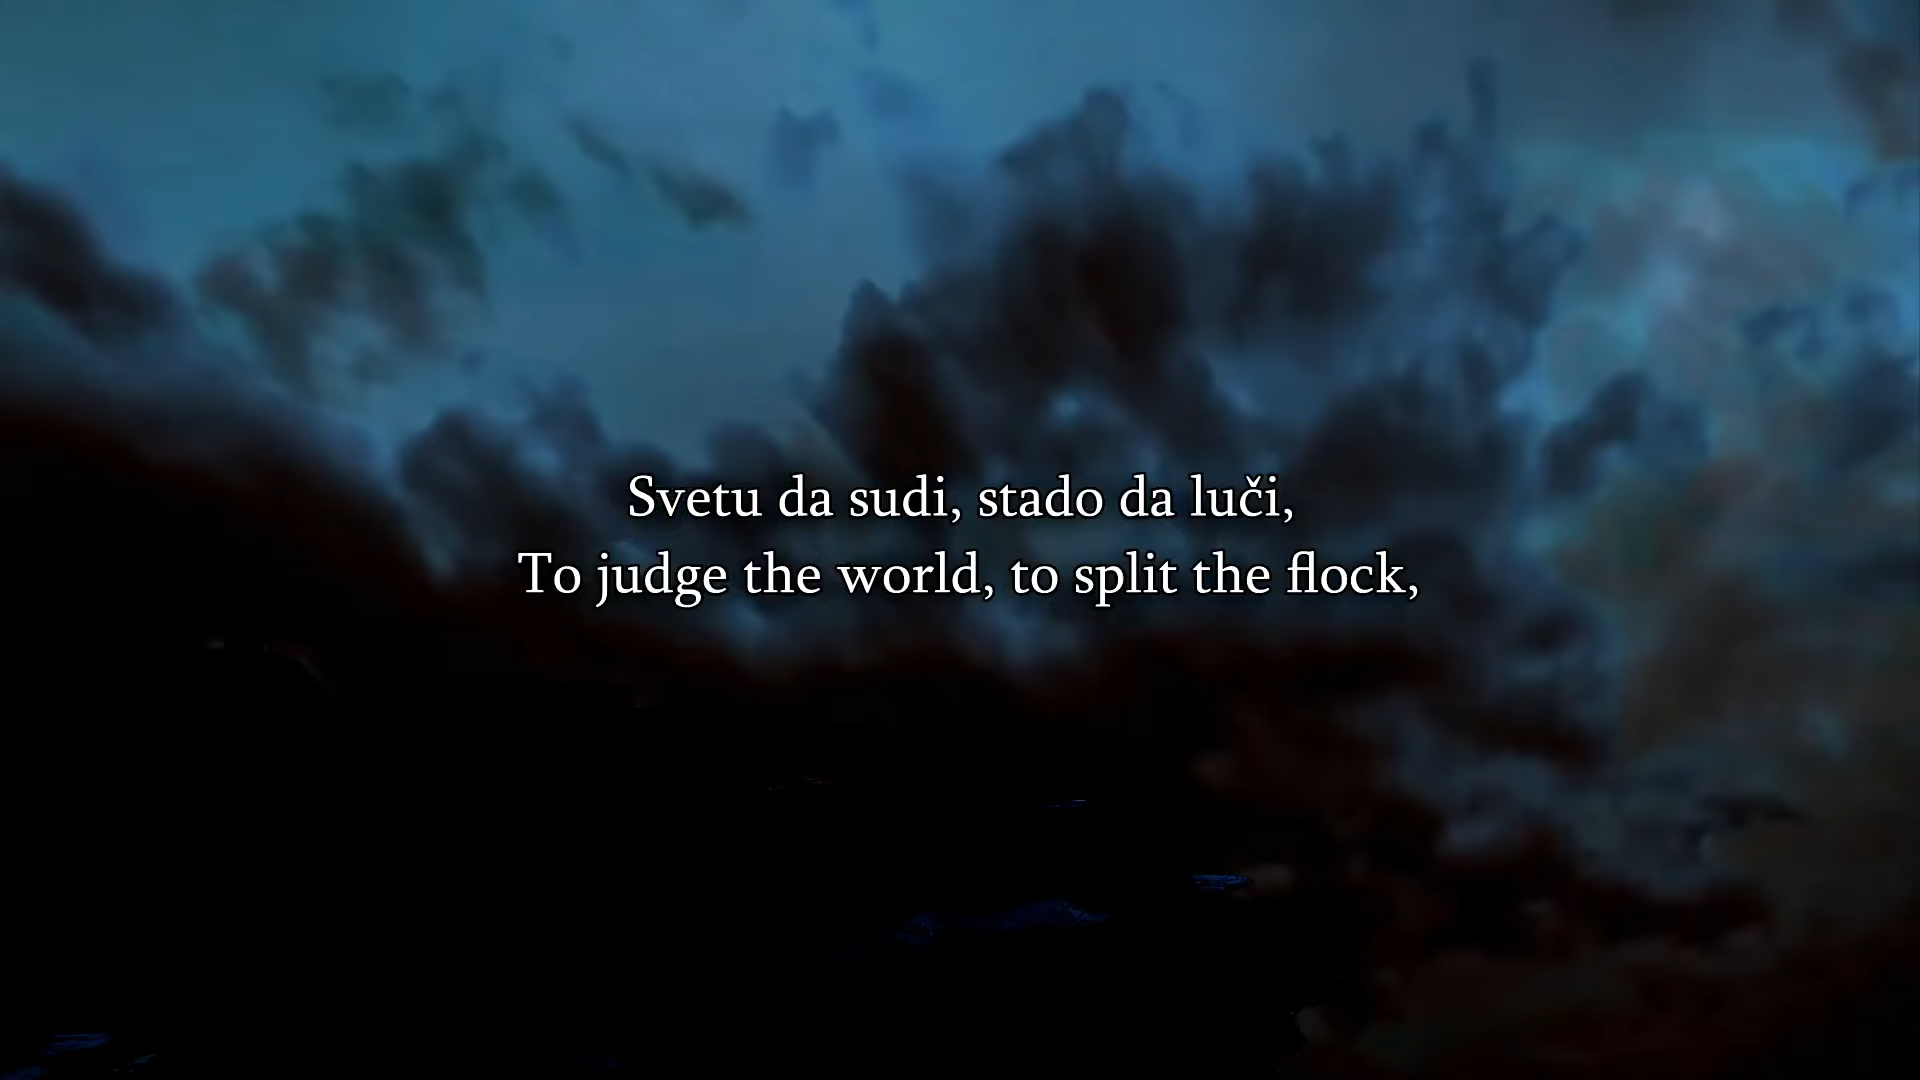 Svetu da sudi, stado da luči,
To judge the world, to split the flock,